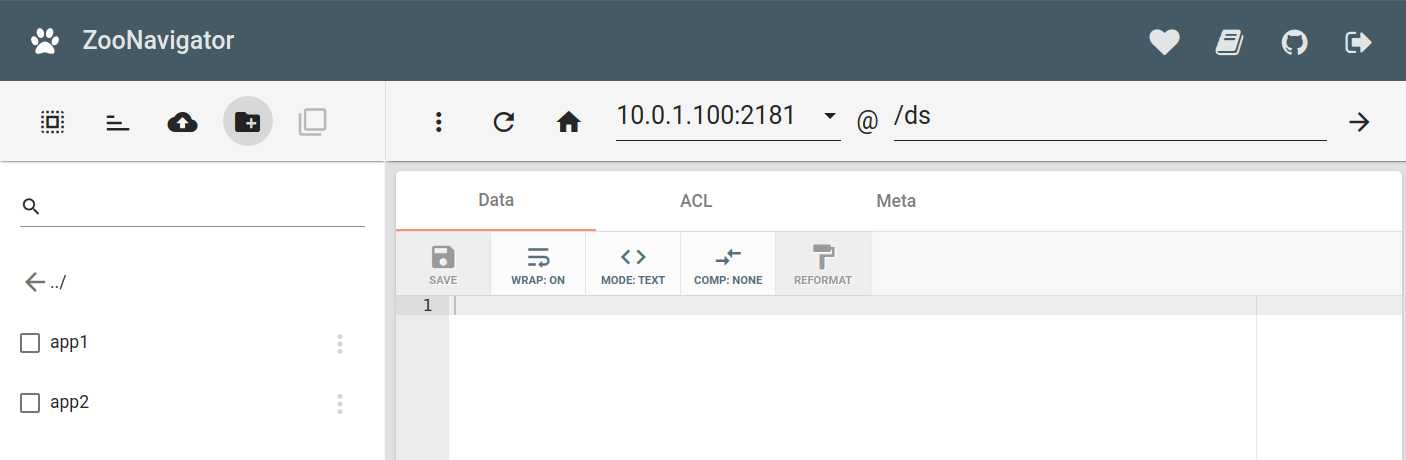 ZooNavigator
10.0.1.100:2181 @ /ds
Data ACL Meta
SAVE WRAP: ON MODE: TEXT COMP: NONE REFORMAT
1
../
app1
app2